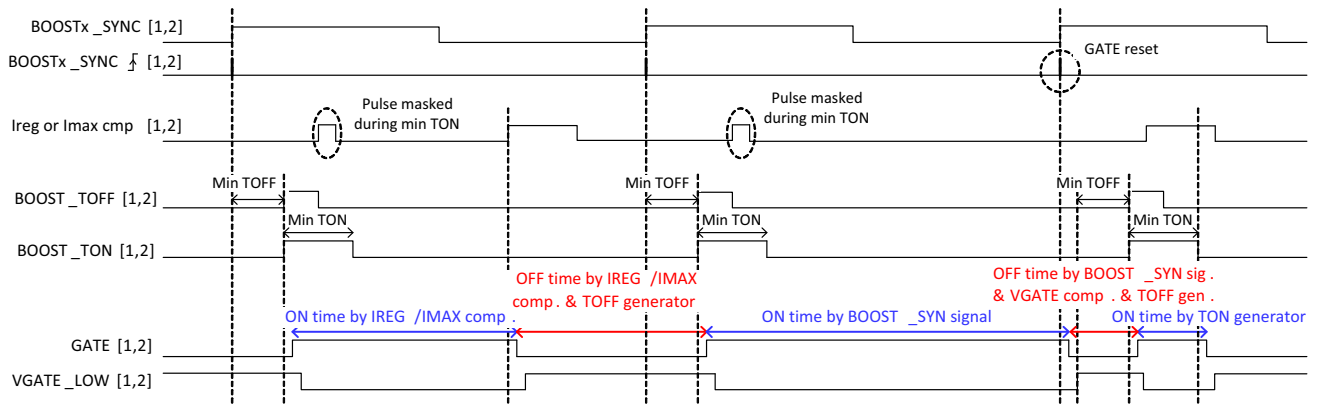 BOOSTx _SYNC [1,2]
GATE reset
BOOSTx _SYNC [1,2]
Pulse masked
during min TON
Pulse masked
during min TON
Ireg or Imax cmp [1,2]
Min TOFF
Min TOFF
Min TOFF
BOOST _TOFF [1,2]
Min TON
Min TON
Min TON
BOOST _TON [1,2]
OFF time by IREG /IMAX
comp . & TOFF generator
OFF time by BOOST _SYN sig .
& VGATE comp . & TOFF gen .
ON time by IREG /IMAX comp .
ON time by BOOST _SYN signal
ON time by TON generator
GATE [1,2]
VGATE _LOW [1,2]